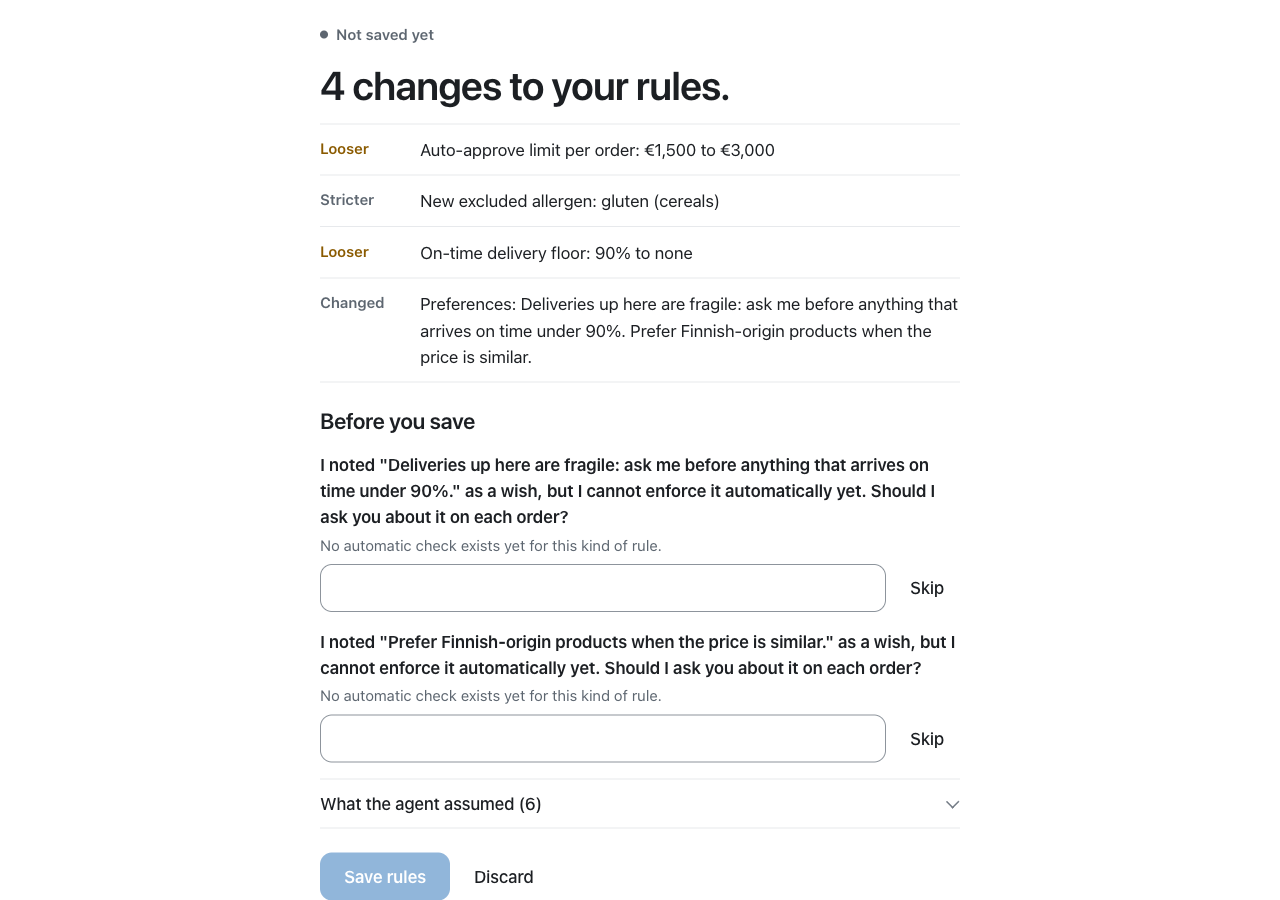 Not saved yet
4 changes to your rules.
Looser
Auto-approve limit per order: €1,500 to €3,000
Stricter
New excluded allergen: gluten (cereals)
Looser
On-time delivery floor: 90% to none
Changed
Preferences: Deliveries up here are fragile: ask me before anything that
arrives on time under 90%. Prefer Finnish-origin products when the
price is similar.
Before you save
I noted "Deliveries up here are fragile: ask me before anything that arrives on
time under 90%." as a wish, but I cannot enforce it automatically yet. Should I
ask you about it on each order?
No automatic check exists yet for this kind of rule.
Skip
I noted "Prefer Finnish-origin products when the price is similar." as a wish, but I
cannot enforce it automatically yet. Should I ask you about it on each order?
No automatic check exists yet for this kind of rule.
Skip
What the agent assumed (6)
Save rules
Discard